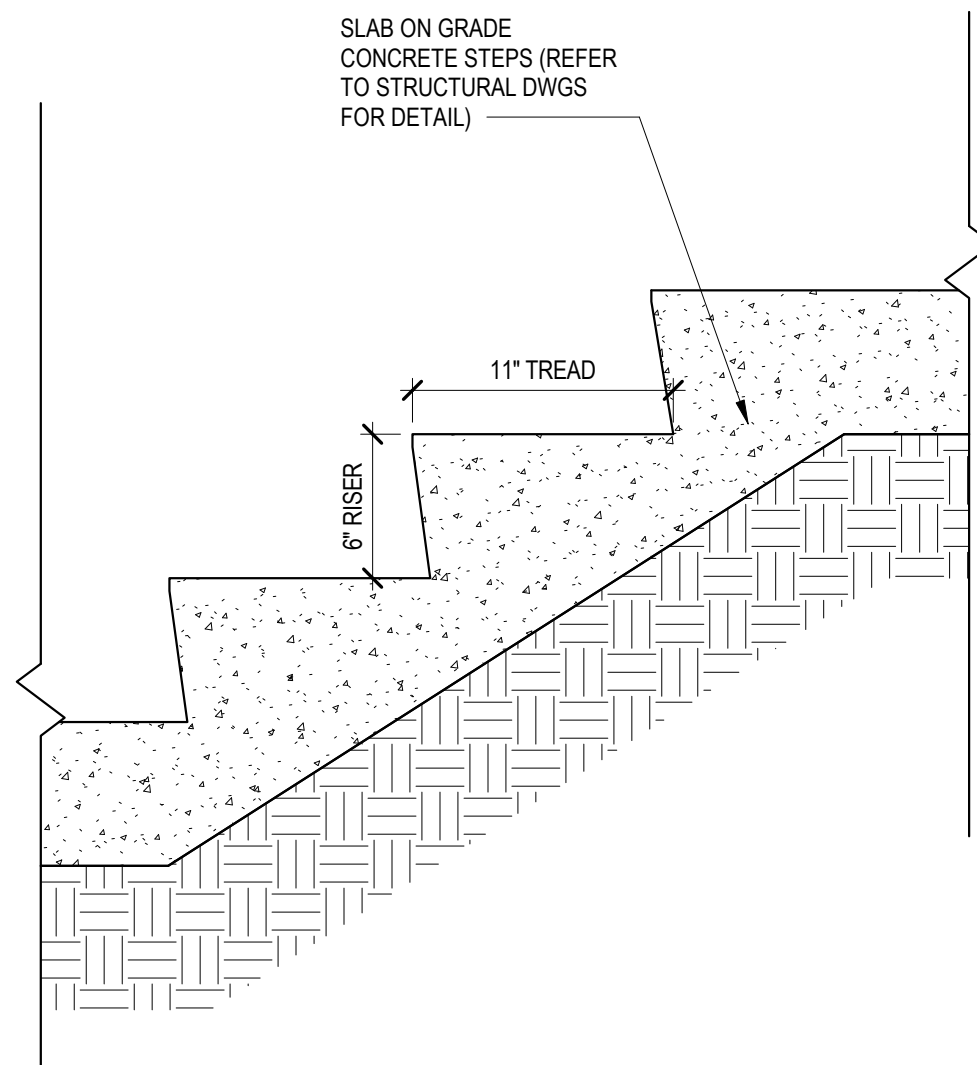 SLAB ON GRADE
CONCRETE STEPS (REFER
TO STRUCTURAL DWGS
FOR DETAIL)
11" TREAD
6" RISER